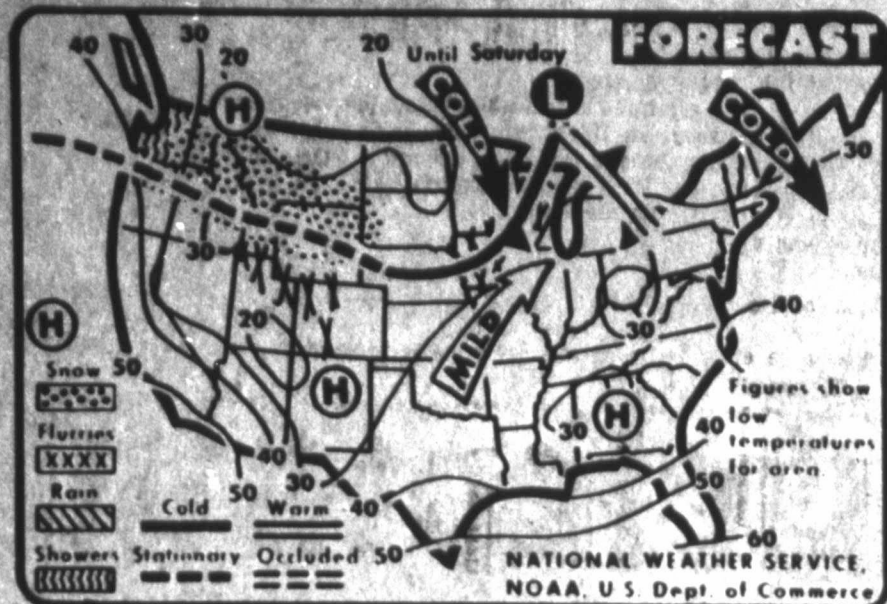 FORECAST
Until Saturday
40
30
20
20
H
L
COLD
COLD
30
30
H
20
MILD
30
40
50
H
H
30
40
Figures show
low
temperatures
for area
Snow
Flurries
XXXX
Rain
Showers
Cold
Warm
Stationary
Occluded
40
50
30
40
50
50
60
NATIONAL WEATHER SERVICE,
NOAA, U S. Dept. of Commerce